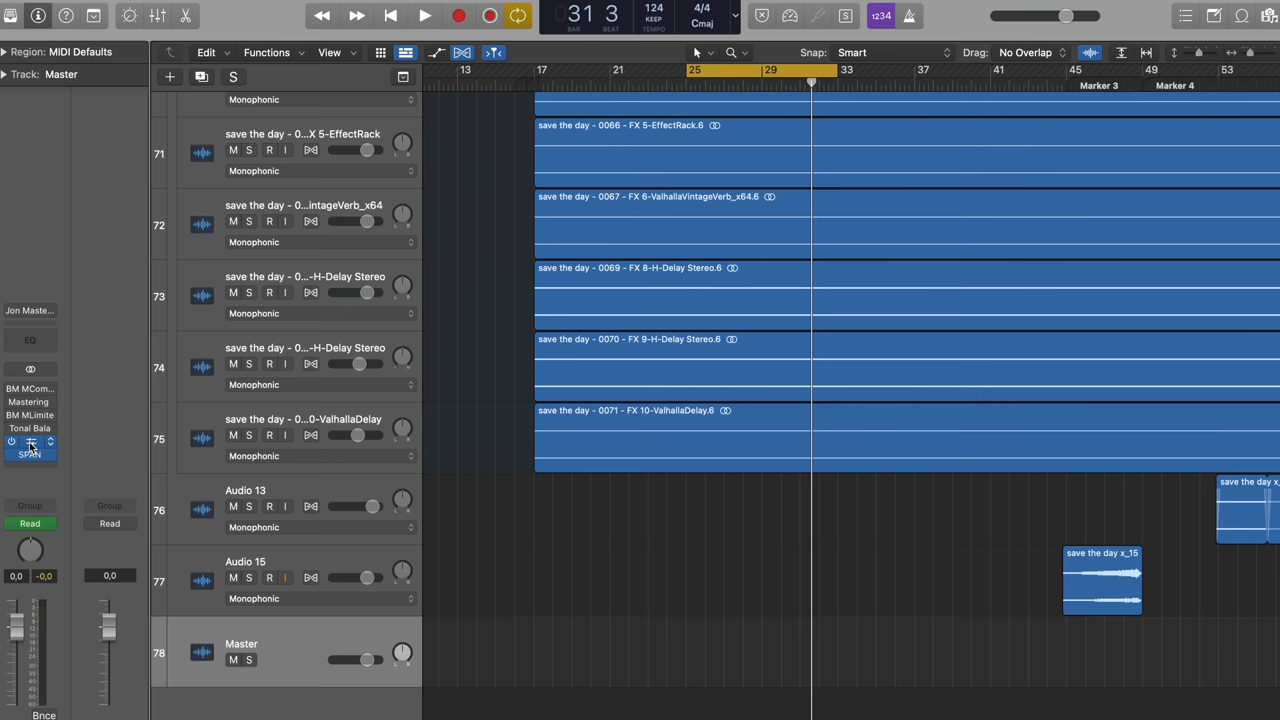 31 3
BAR BEAT
124
KEEP
TEMPO
4/4
Cmaj
1234
Region: MIDI Defaults
Track: Master
Edit
Functions
View
Snap: Smart
Drag: No Overlap
S
13 17 21 25 29 33 37 41 45 49 53
Marker 3
Marker 4
Monophonic
71
save the day - 0...X 5-EffectRack
M S R I
Monophonic
save the day - 0066 - FX 5-EffectRack.6
72
save the day - 0...intageVerb_x64
M S R I
Monophonic
save the day - 0067 - FX 6-ValhallaVintageVerb_x64.6
73
save the day - 0...-H-Delay Stereo
M S R I
Monophonic
save the day - 0069 - FX 8-H-Delay Stereo.6
74
save the day - 0...-H-Delay Stereo
M S R I
Monophonic
save the day - 0070 - FX 9-H-Delay Stereo.6
75
save the day - 0...0-ValhallaDelay
M S R I
Monophonic
save the day - 0071 - FX 10-ValhallaDelay.6
76
Audio 13
M S R I
Monophonic
save the day x_
77
Audio 15
M S R I
Monophonic
save the day x_15
78
Master
M S
Jon Maste...
EQ
BM MCom...
Mastering
BM MLimite
Tonal Bala
SPAN
Group
Group
Read
Read
0,0
-0,0
0,0
Bnce